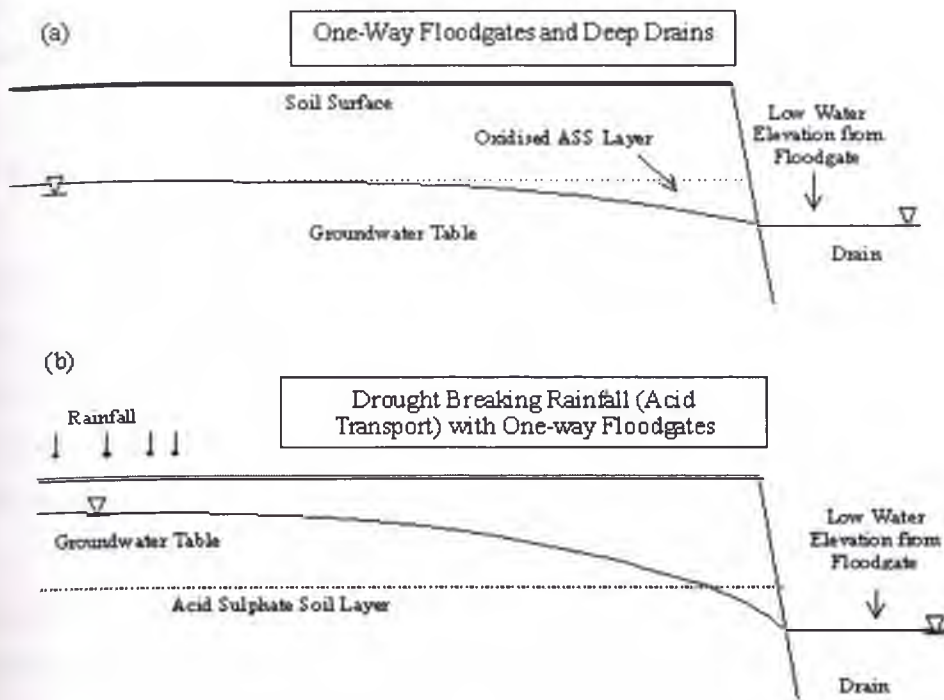 (a)
One-Way Floodgates and Deep Drains
Soil Surface
Low Water
Elevation from
Floodgate
Oxidised ASS Layer
Groundwater Table
Drain
(b)
Drought Breaking Rainfall (Acid
Transport) with One-way Floodgates
Rainfall
Groundwater Table
Low Water
Elevation from
Floodgate
Acid Sulphate Soil Layer
Drain